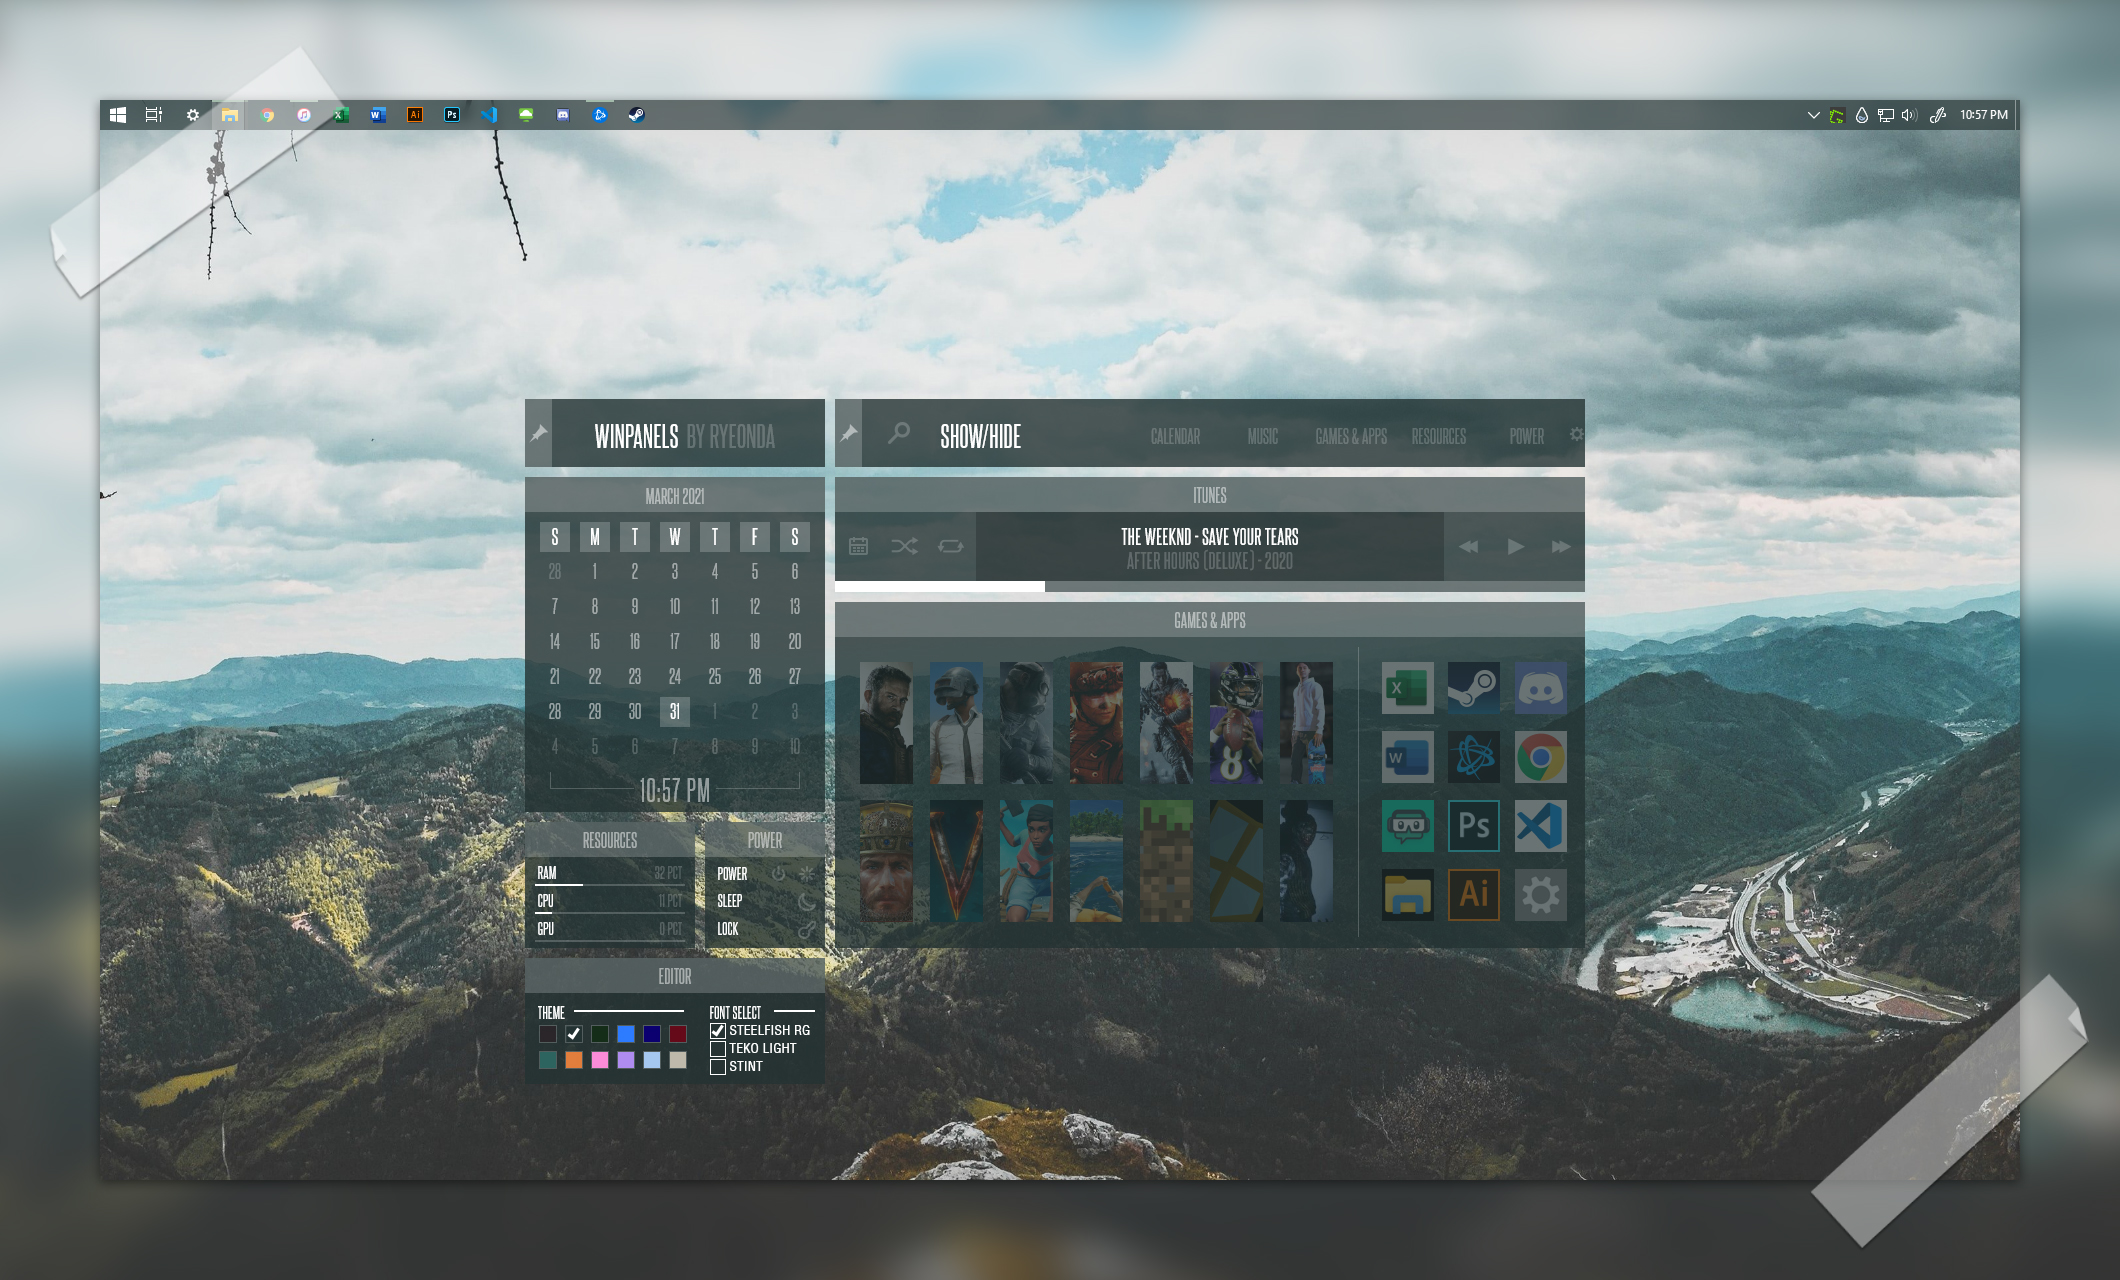 X
W
Ai
Ps
10:57 PM
WINPANELS BY RYEONDA
SHOW/HIDE
CALENDAR
MUSIC
GAMES & APPS
RESOURCES
POWER
MARCH 2021
S M T W T F S
28 1 2 3 4 5 6
7 8 9 10 11 12 13
14 15 16 17 18 19 20
21 22 23 24 25 26 27
28 29 30 31 1 2 3
4 5 6 7 8 9 10
10:57 PM
ITUNES
THE WEEKND - SAVE YOUR TEARS
AFTER HOURS (DELUXE) - 2020
GAMES & APPS
8
X
W
Ps
Ai
RESOURCES
RAM 32 PCT
CPU 11 PCT
GPU 0 PCT
POWER
POWER
SLEEP
LOCK
EDITOR
THEME
FONT SELECT
STEELFISH RG
TEKO LIGHT
STINT